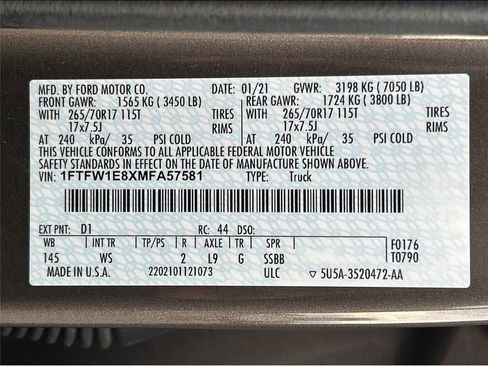 MFD. BY FORD MOTOR CO. 01/21 GVWR: 3198 KG (7050 LB)
FRONT GAWR: 1565 KG (3450 LB) REAR GAWR: 1724 KG (3800 LB)
WITH 265/70R17 115T TIRES WITH 265/70R17 115T TIRES
17x7.5J RIMS 17x7.5J RIMS
AT 240 kPa/ 35 PSI COLD AT 240 kPa/ 35 PSI COLD
THIS VEHICLE CONFORMS TO ALL APPLICABLE FEDERAL MOTOR VEHICLE
SAFETY STANDARDS IN EFFECT ON THE DATE OF MANUFACTURE SHOWN ABOVE.
VIN: 1FTFW1E8XMFA57581 TYPE: Truck
EXT PNT: D1 RC: 44 DSO: F0176
WB INT TR TP/PS R AXLE TR SPR T0790
145 WS 2 L9 G SSBB
MADE IN U.S.A. 2202101121073 ULC ▽ 5U5A-3520472-AA